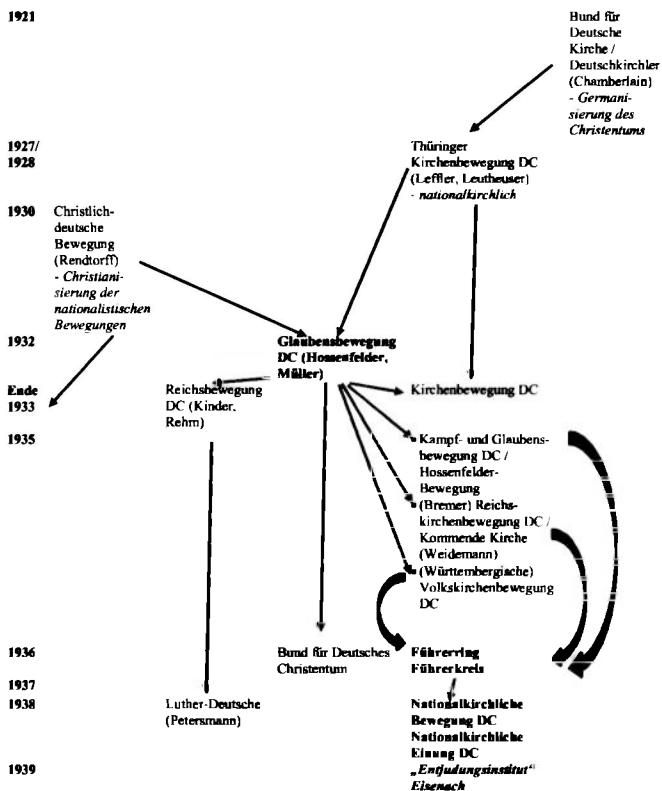 1921
Bund für
Deutsche
Kirche /
Deutschkirchler
(Chamberlain)
- Germani-
sierung des
Christentums
1927/
1928
Thüringer
Kirchenbewegung DC
(Leffler, Leutheuser)
- nationalkirchlich
1930
Christlich-
deutsche
Bewegung
(Rendtorff)
- Christiani-
sierung der
nationalistischen
Bewegungen
1932
Glaubensbewegung
DC (Hossenfelder,
Müller)
Ende
1933
Reichsbewegung
DC (Kinder,
Rehm)
Kirchenbewegung DC
1935
Kampf- und Glaubens-
bewegung DC /
Hossenfelder-
Bewegung
(Bremer) Reichs-
kirchenbewegung DC /
Kommende Kirche
(Weidemann)
(Württembergische)
Volkskirchenbewegung
DC
1936
Bund für Deutsches
Christentum
Führerring
Führerkreis
1937
1938
Luther-Deutsche
(Petersmann)
Nationalkirchliche
Bewegung DC
Nationalkirchliche
Einung DC
1939
„Entjudungsinstitut“
Eisenach